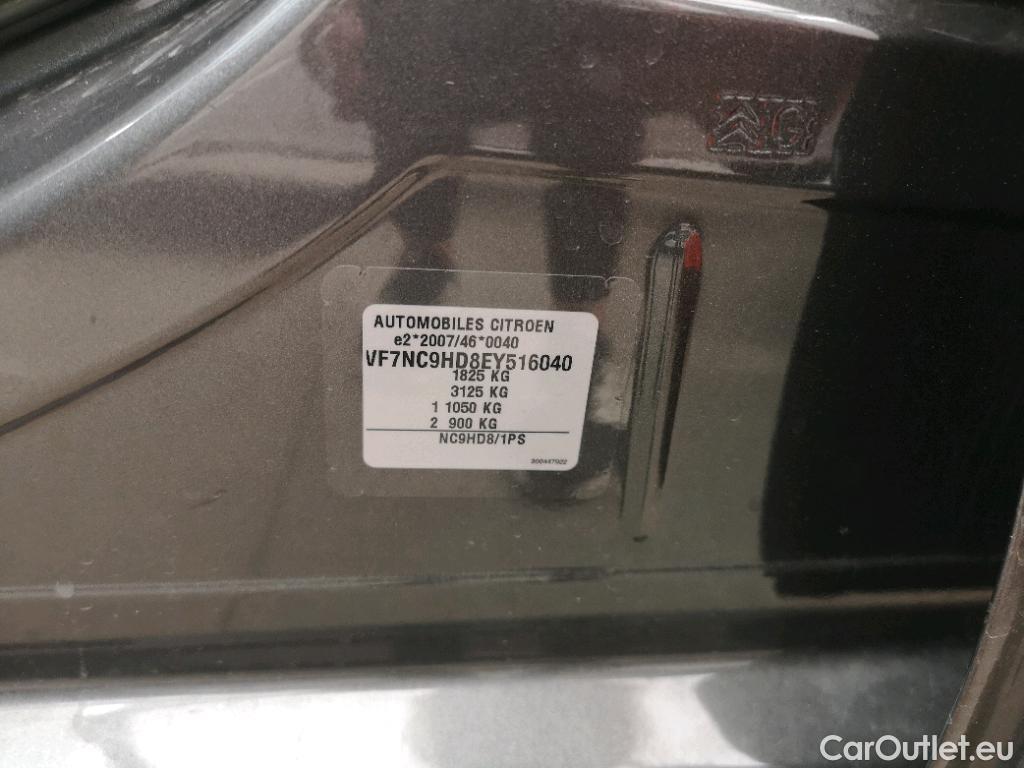 G
AUTOMOBILES CITROEN
e2*2007/46*0040
VF7NC9HD8EY516040
1825 KG
3125 KG
1 1050 KG
2 900 KG
NC9HD8/1PS
CarOutlet.eu